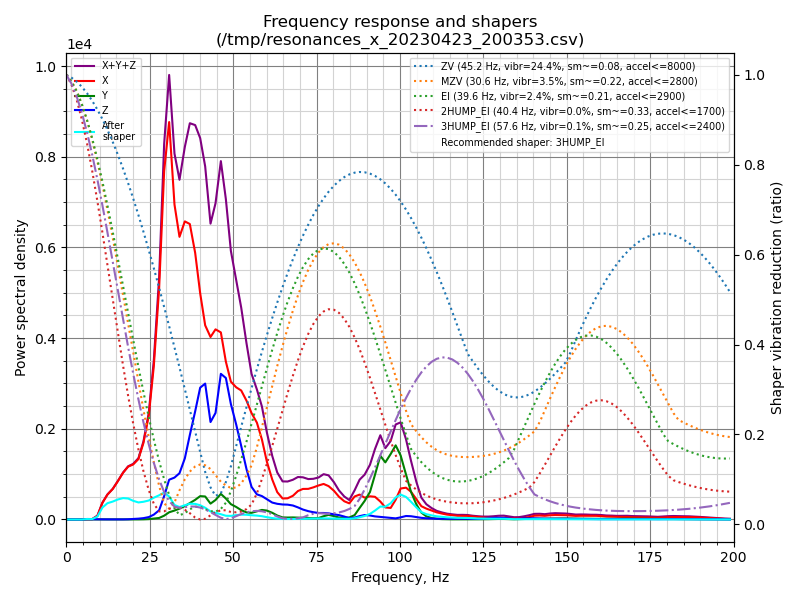 Frequency response and shapers
(/tmp/resonances_x_20230423_200353.csv)
1e4
X+Y+Z
X
Y
Z
After
shaper
ZV (45.2 Hz, vibr=24.4%, sm~=0.08, accel<=8000)
MZV (30.6 Hz, vibr=3.5%, sm~=0.22, accel<=2800)
EI (39.6 Hz, vibr=2.4%, sm~=0.21, accel<=2900)
2HUMP_EI (40.4 Hz, vibr=0.0%, sm~=0.33, accel<=1700)
3HUMP_EI (57.6 Hz, vibr=0.1%, sm~=0.25, accel<=2400)
Recommended shaper: 3HUMP_EI
Power spectral density
1.0
0.8
0.6
0.4
0.2
0.0
1.0
0.8
0.6
0.4
0.2
0.0
Shaper vibration reduction (ratio)
0 25 50 75 100 125 150 175 200
Frequency, Hz